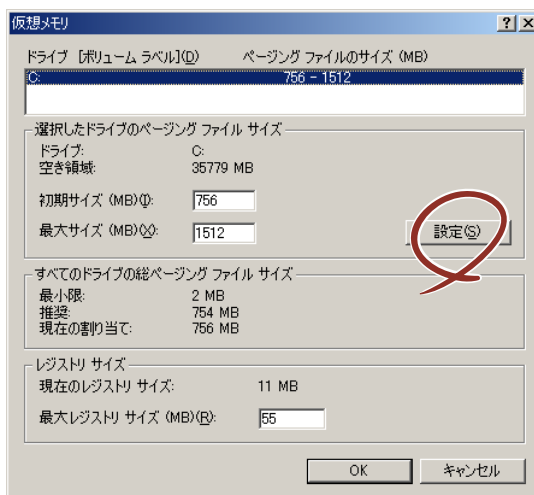 仮想メモリ
ドライブ [ボリューム ラベル](D) ページング ファイルのサイズ (MB)
C: 756 - 1512
選択したドライブのページング ファイル サイズ
ドライブ: C:
空き領域: 35779 MB
初期サイズ (MB)(I): 756
最大サイズ (MB)(X): 1512
設定(S)
すべてのドライブの総ページング ファイル サイズ
最小限: 2 MB
推奨: 754 MB
現在の割り当て: 756 MB
レジストリ サイズ
現在のレジストリ サイズ: 11 MB
最大レジストリ サイズ (MB)(R): 55
OK キャンセル